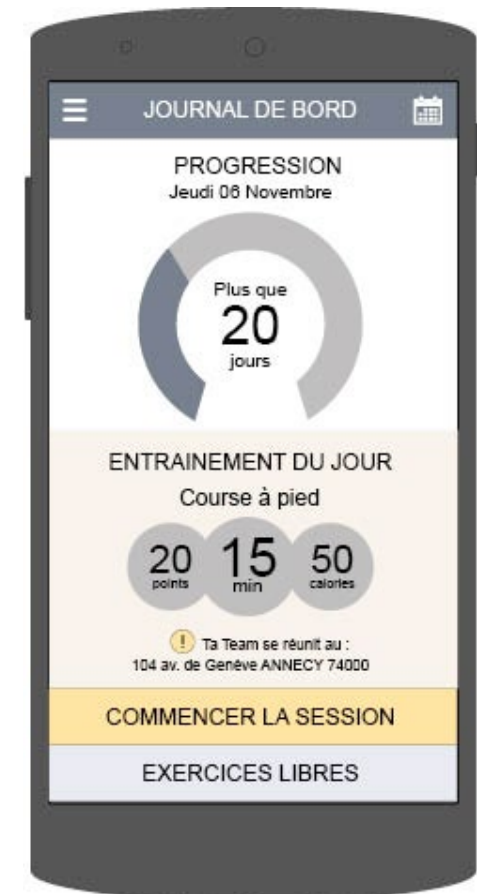 JOURNAL DE BORD
PROGRESSION
Jeudi 06 Novembre
Plus que
20
jours
ENTRAINEMENT DU JOUR
Course à pied
20 15 50
points min calories
! Ta Team se réunit au :
104 av. de Genève ANNECY 74000
COMMENCER LA SESSION
EXERCICES LIBRES